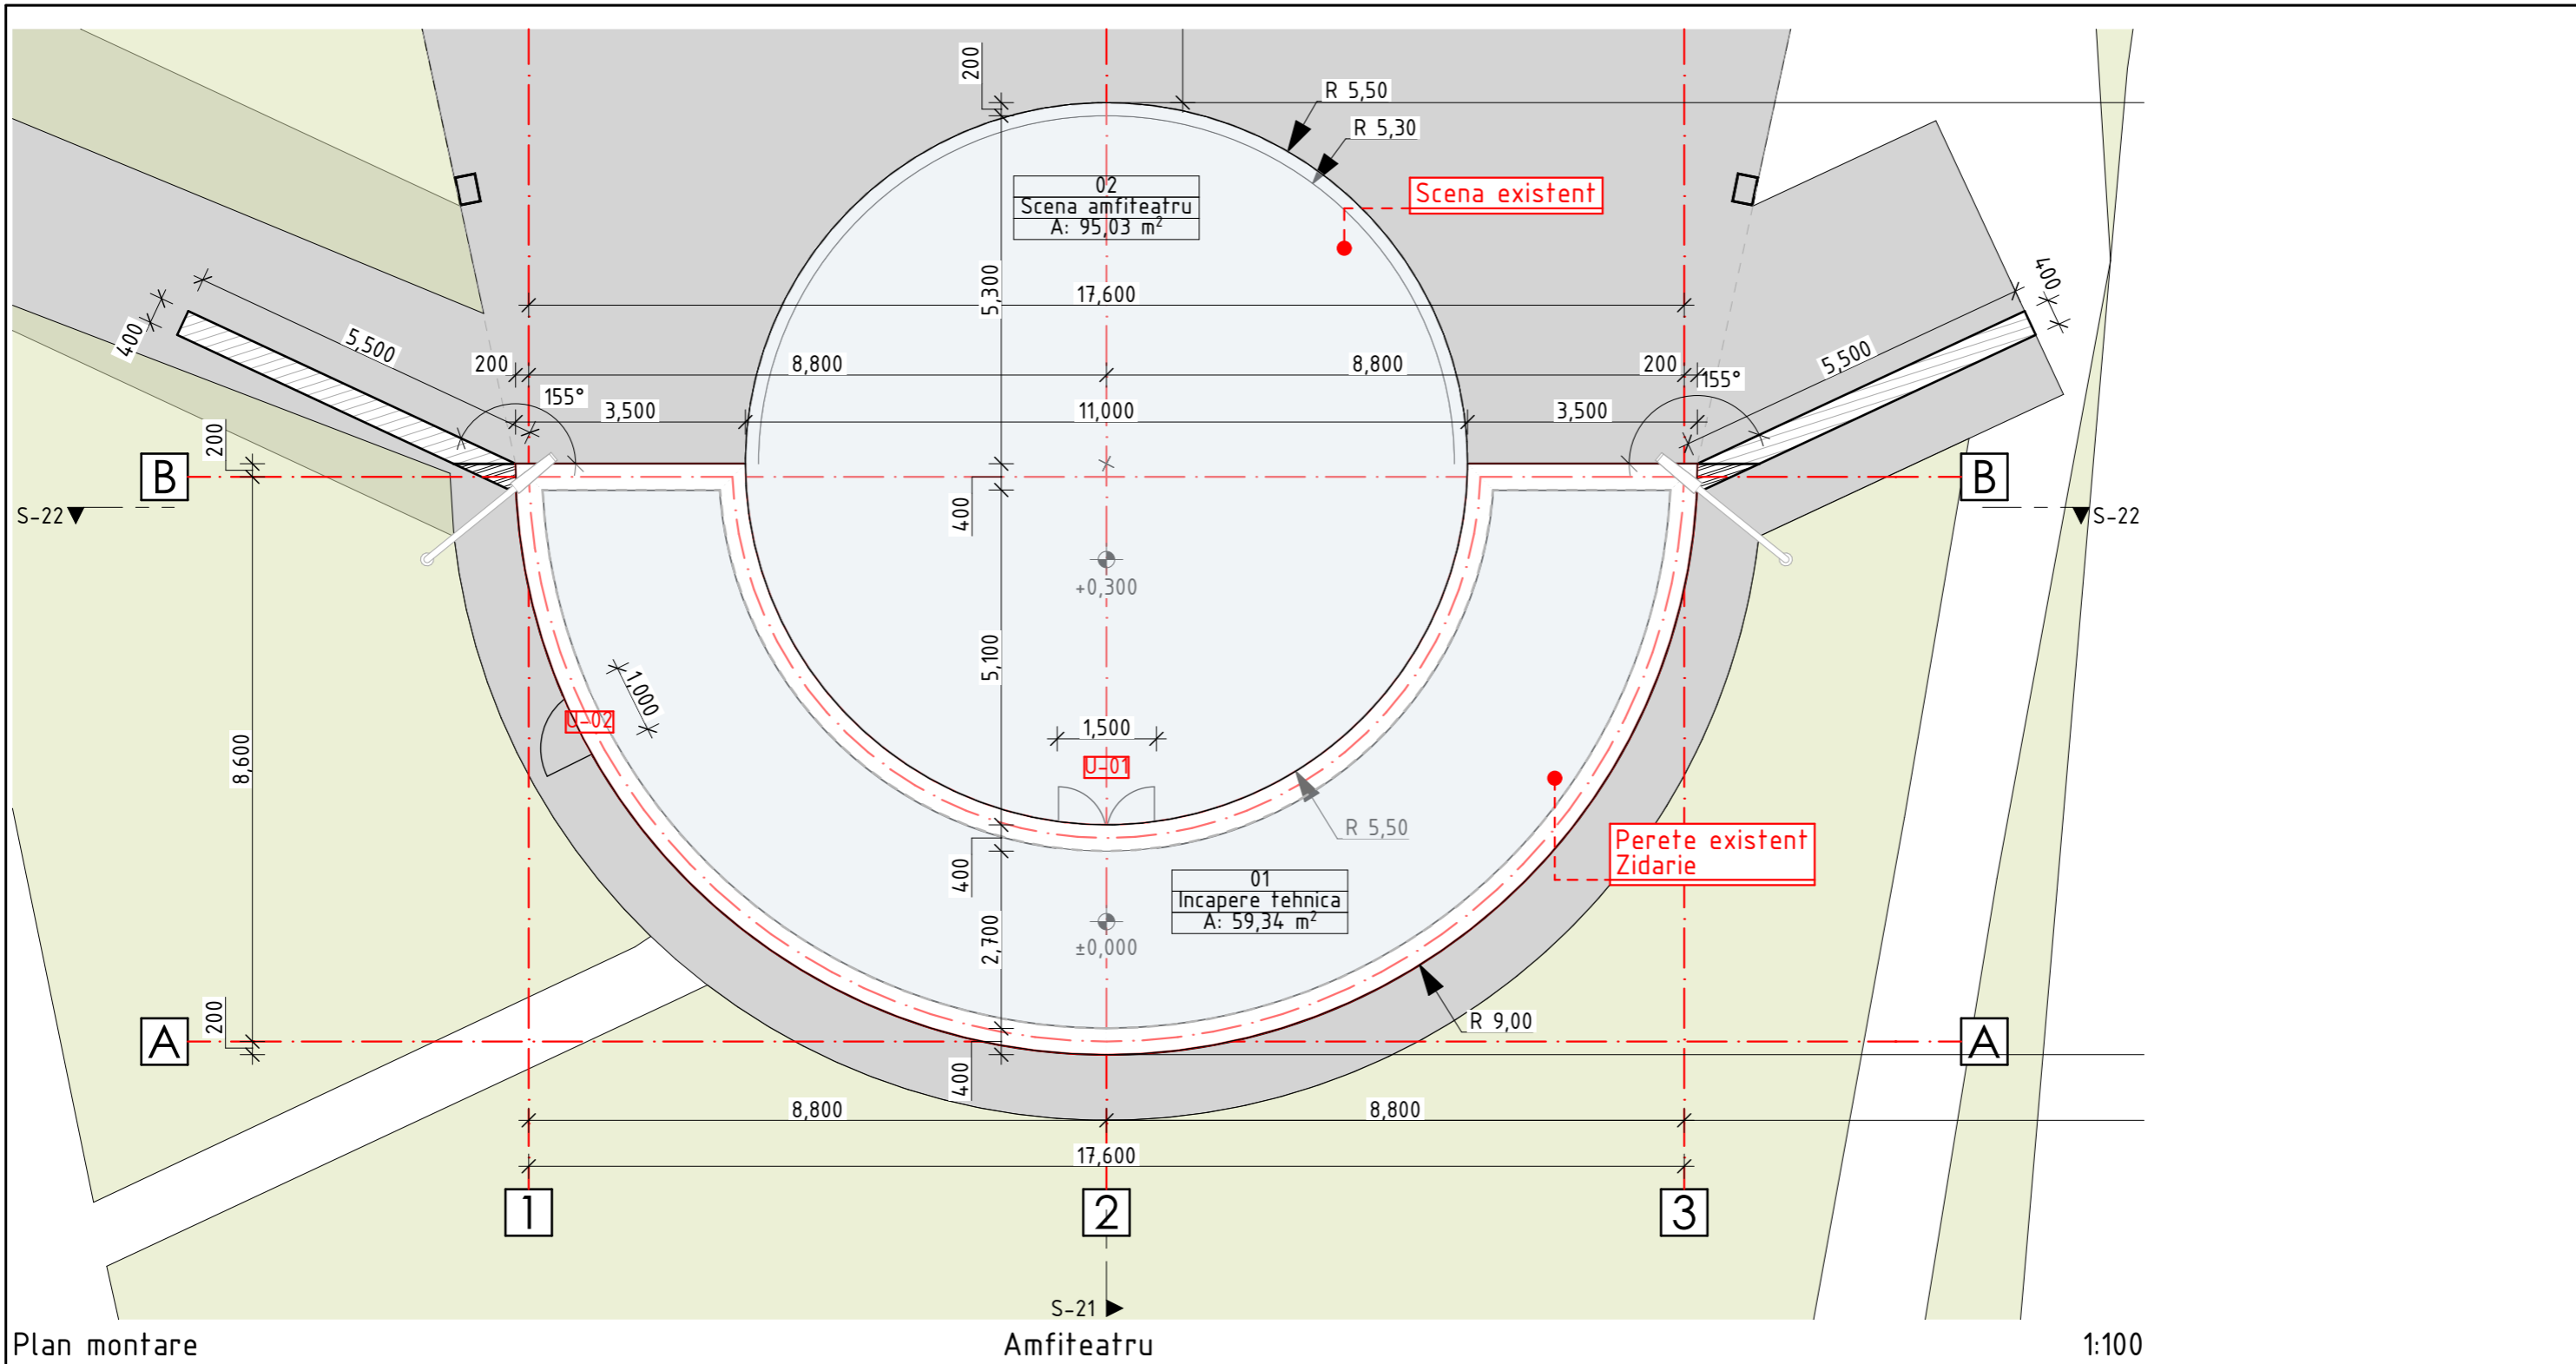 200
R 5,50
R 5,30
02
Scena amfiteatru
A: 95,03 m²
Scena existent
5,300
17,600
400
5,500
400
5,500
200
8,800
8,800
200
155°
3,500
11,000
3,500
155°
200
B
B
S-22
S-22
400
+0,300
5,100
1,000
U-02
1,500
U-01
8,600
R 5,50
Perete existent
Zidarie
400
01
Incapere tehnica
A: 59,34 m²
2,700
±0,000
200
R 9,00
A
A
400
8,800
8,800
17,600
1
2
3
S-21
Plan montare
Amfiteatru
1:100